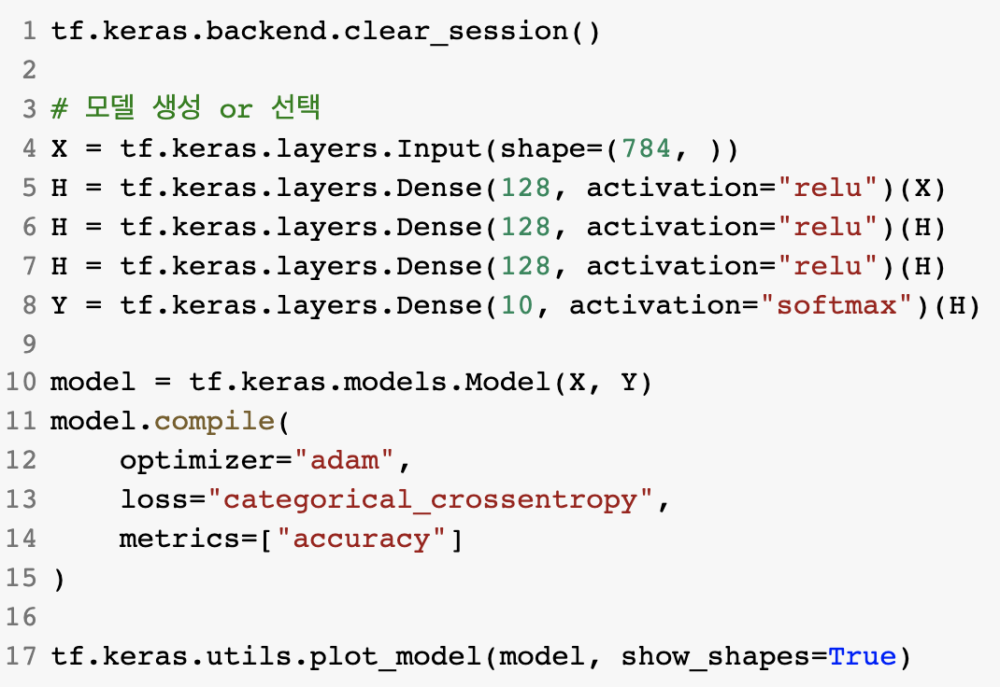 1 tf.keras.backend.clear_session()
2
3 # 모델 생성 or 선택
4 X = tf.keras.layers.Input(shape=(784, ))
5 H = tf.keras.layers.Dense(128, activation="relu")(X)
6 H = tf.keras.layers.Dense(128, activation="relu")(H)
7 H = tf.keras.layers.Dense(128, activation="relu")(H)
8 Y = tf.keras.layers.Dense(10, activation="softmax")(H)
9
10 model = tf.keras.models.Model(X, Y)
11 model.compile(
12     optimizer="adam",
13     loss="categorical_crossentropy",
14     metrics=["accuracy"]
15 )
16
17 tf.keras.utils.plot_model(model, show_shapes=True)